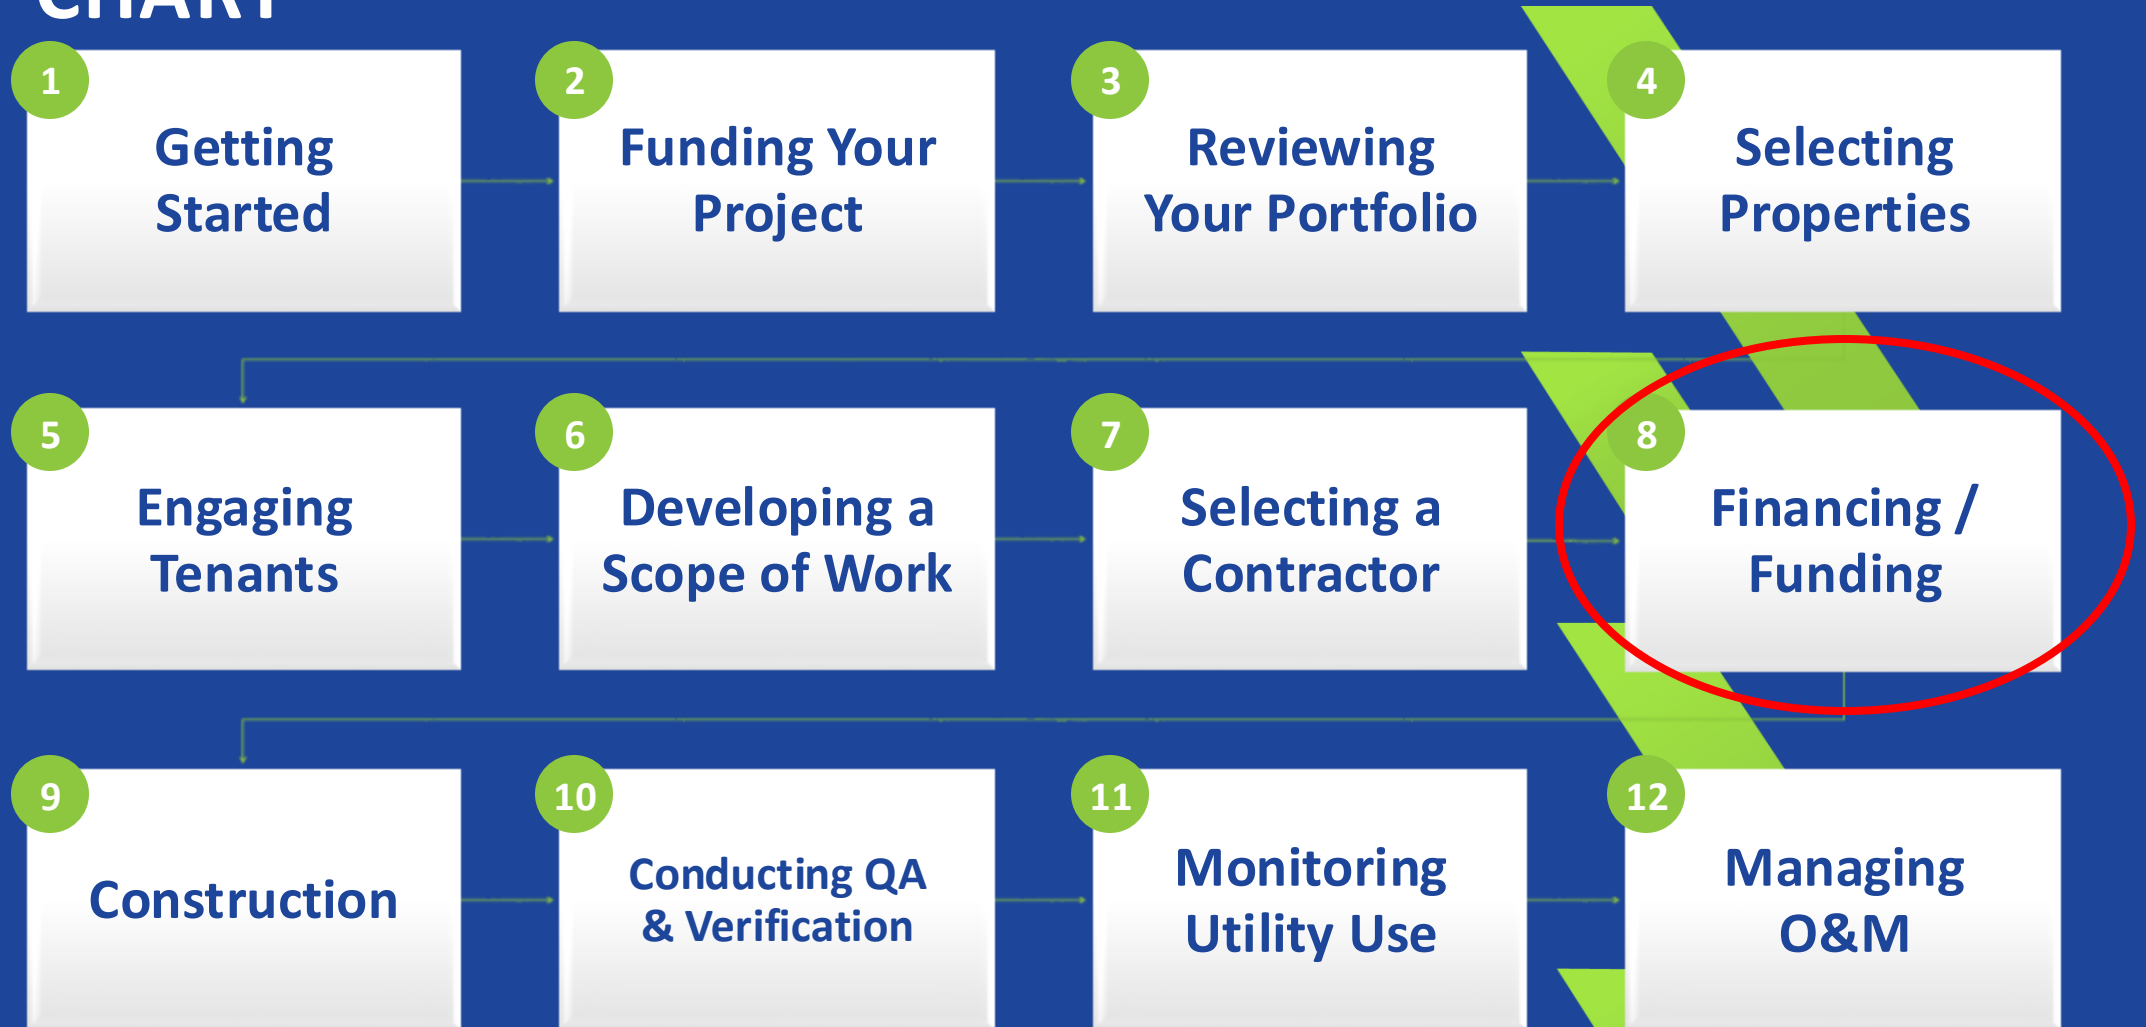 CHART
1
Getting
Started
2
Funding Your
Project
3
Reviewing
Your Portfolio
4
Selecting
Properties
5
Engaging
Tenants
6
Developing a
Scope of Work
7
Selecting a
Contractor
8
Financing /
Funding
9
Construction
10
Conducting QA
& Verification
11
Monitoring
Utility Use
12
Managing
O&M